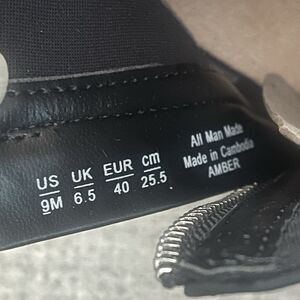 US UK EUR cm
9M 6.5 40 25.5
All Man Made
Made in Cambodia
AMBER